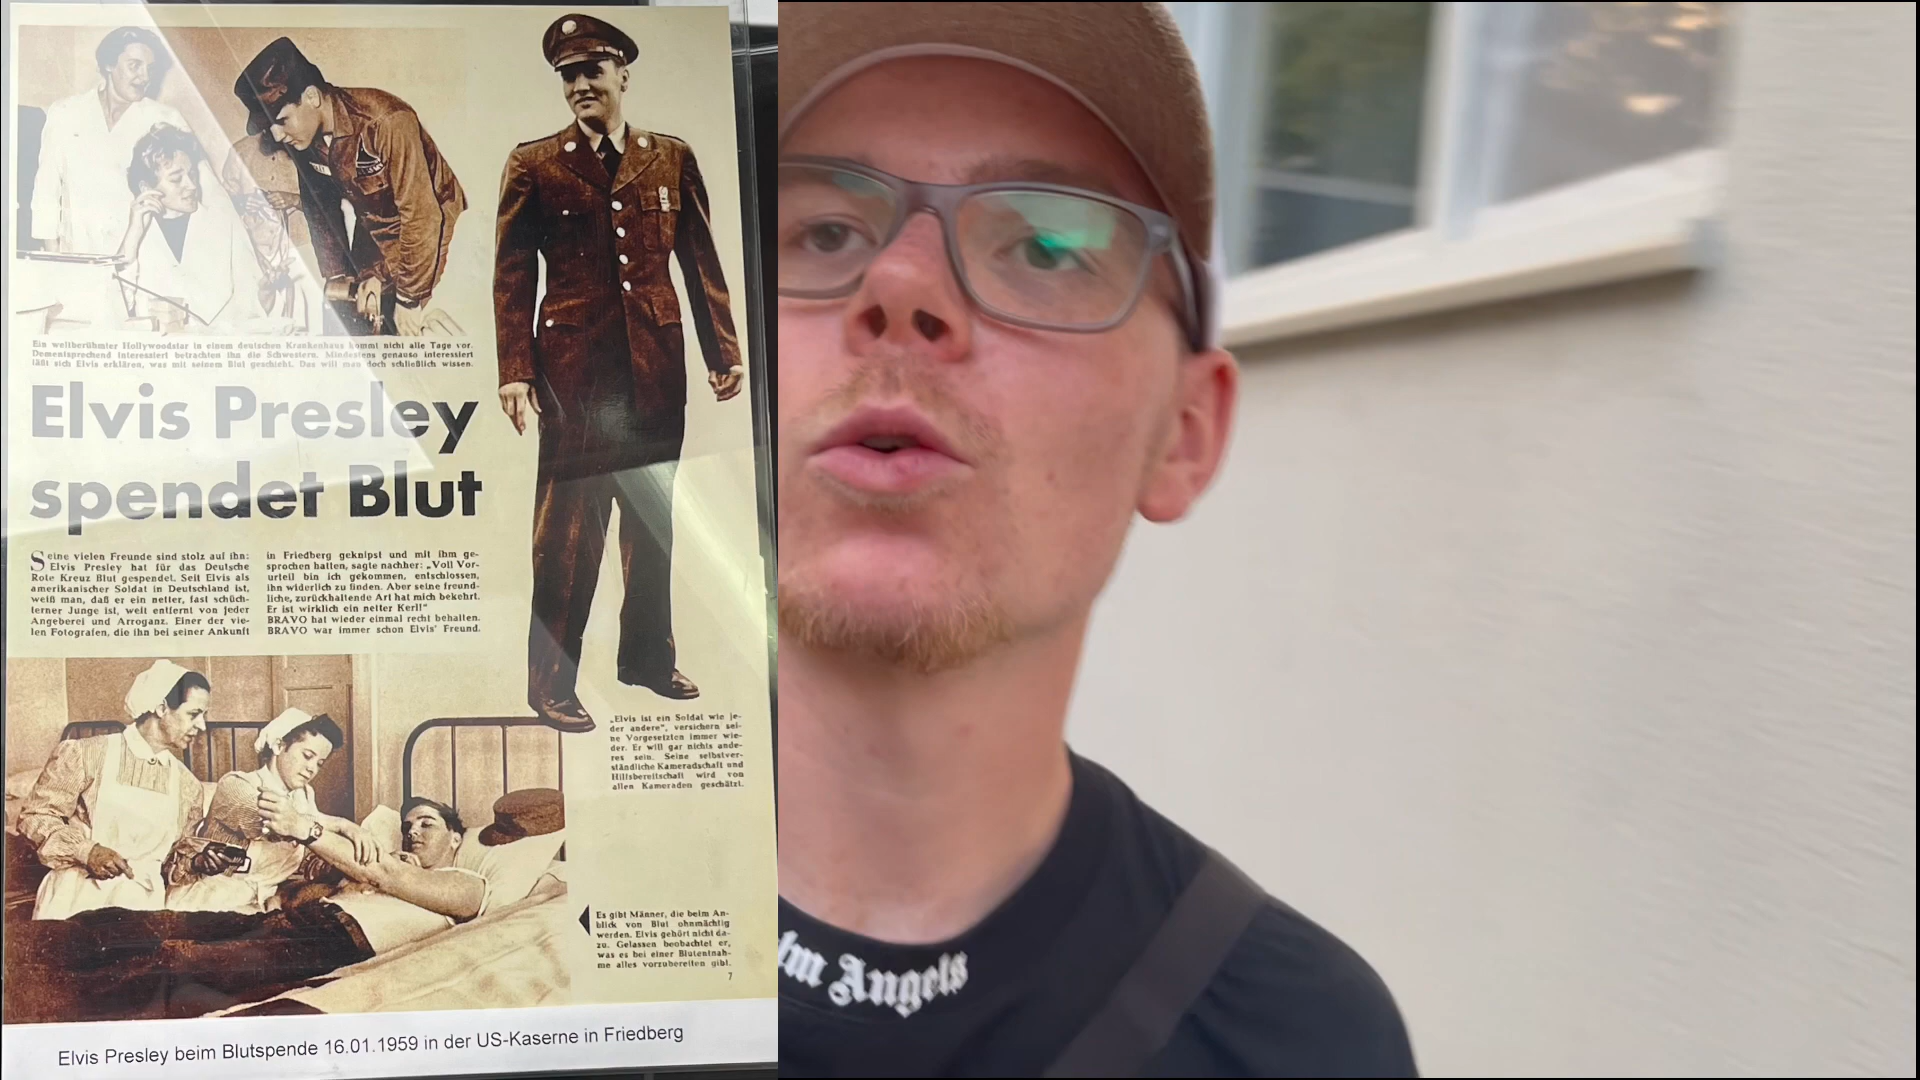 Ein weltberühmter Hollywoodstar in einem deutschen Krankenhaus kommt nicht alle Tage vor.
Dementsprechend interessiert betrachten ihn die Schwestern. Mindestens genauso interessiert
läßt sich Elvis erklären, was mit seinem Blut geschieht. Das will man doch schließlich wissen.
Elvis Presley
spendet Blut
Seine vielen Freunde sind stolz auf ihn:
Elvis Presley hat für das Deutsche
Rote Kreuz Blut gespendet. Seit Elvis als
amerikanischer Soldat in Deutschland ist,
weiß man, daß er ein netter, fast schüch-
terner Junge ist, weit entfernt von jeder
Angeberei und Arroganz. Einer der vie-
len Fotografen, die ihn bei seiner Ankunft
in Friedberg geknipst und mit ihm ge-
sprochen hatten, sagte nachher: „Voll Vor-
urteil bin ich gekommen, entschlossen,
ihn widerlich zu finden. Aber seine freund-
liche, zurückhaltende Art hat mich bekehrt.
Er ist wirklich ein netter Kerl!"
BRAVO hat wieder einmal recht behalten.
BRAVO war immer schon Elvis' Freund.
„Elvis ist ein Soldat wie je-
der andere", versichern sei-
ne Vorgesetzten immer wie-
der. Er will gar nichts ande-
res sein. Seine selbstver-
ständliche Kameradschaft und
Hilfsbereitschaft wird von
allen Kameraden geschätzt.
Es gibt Männer, die beim An-
blick von Blut ohnmächtig
werden. Elvis gehört nicht da-
zu. Gelassen beobachtet er,
was es bei einer Blutentnah-
me alles vorzubereiten gibt.
7
Elvis Presley beim Blutspende 16.01.1959 in der US-Kaserne in Friedberg
lm Angels